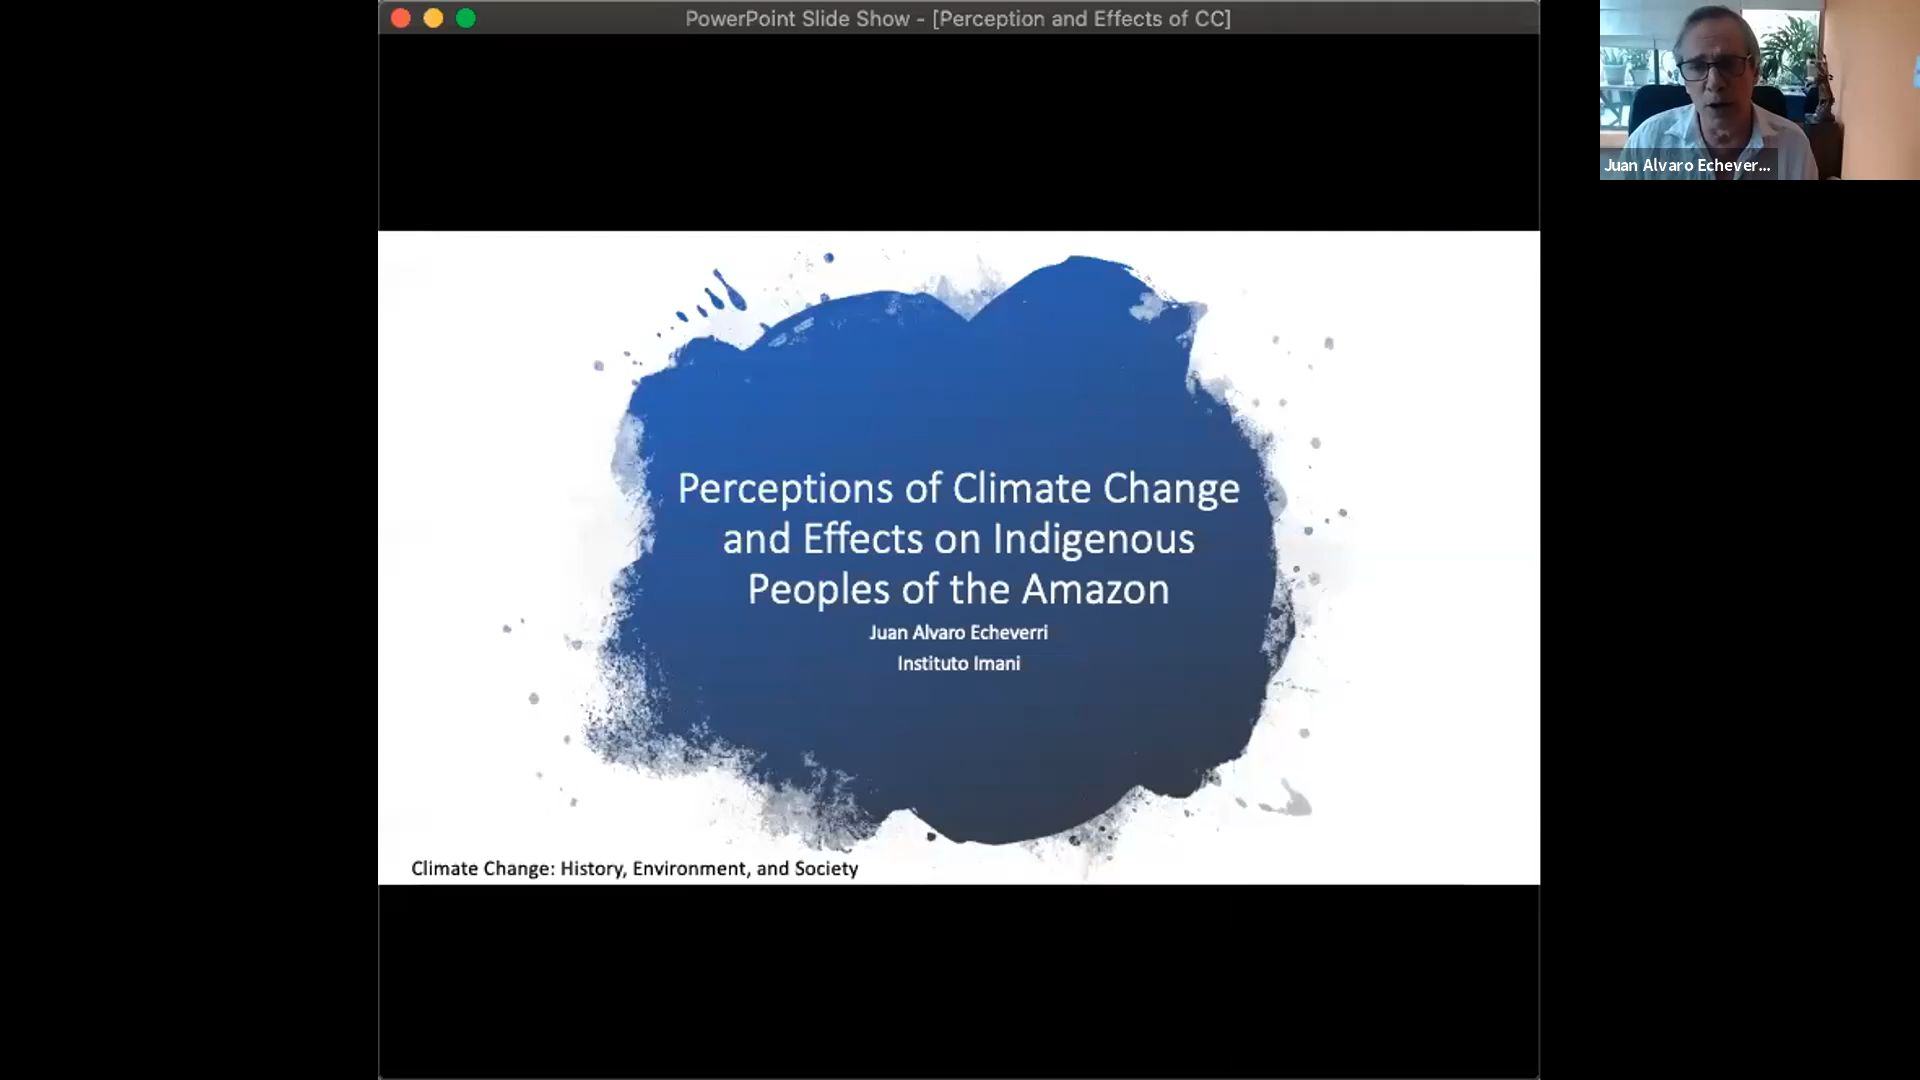 PowerPoint Slide Show - [Perception and Effects of CC]
Juan Alvaro Echever...
Perceptions of Climate Change
and Effects on Indigenous
Peoples of the Amazon
Juan Alvaro Echeverri
Instituto Imani
Climate Change: History, Environment, and Society